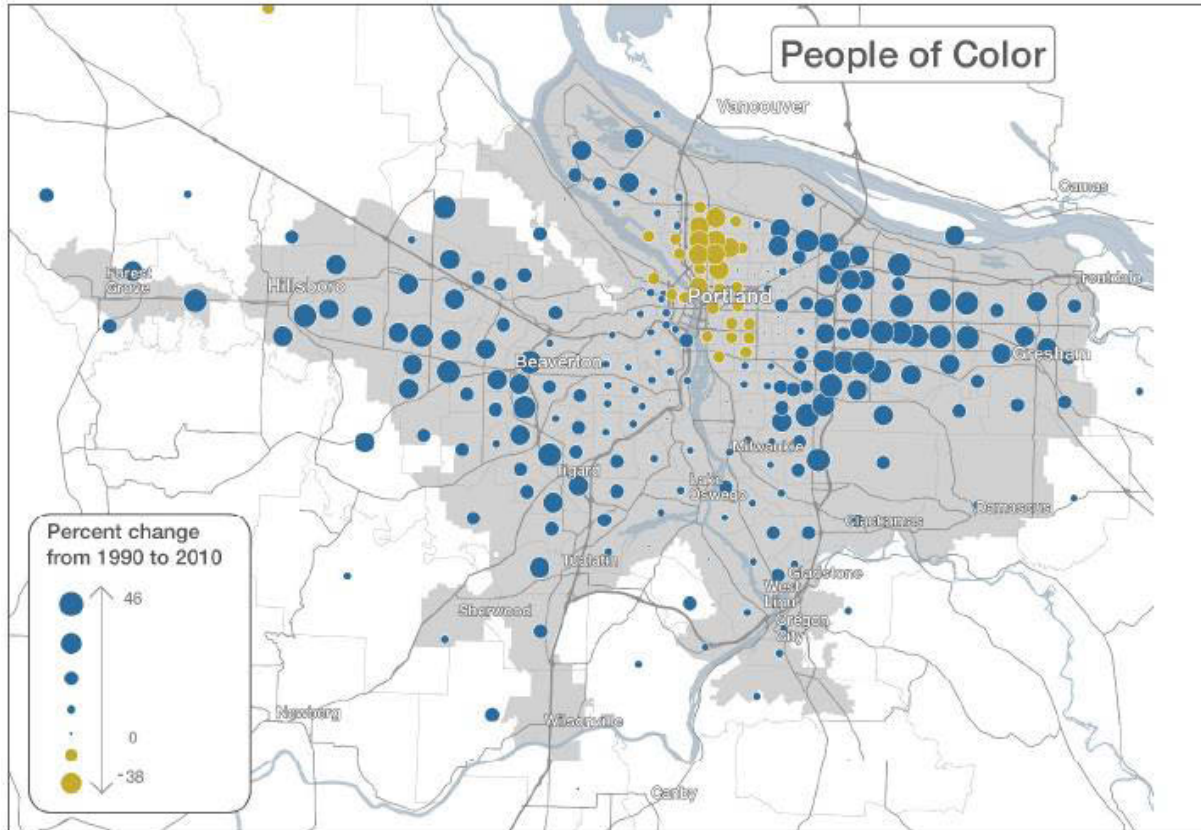 People of Color
Vancouver
Camas
Troutdale
Forest
Grove
Hillsboro
Portland
Gresham
Beaverton
Milwaukie
Tigard
Lake
Oswego
Damascus
Clackamas
Percent change
from 1990 to 2010
46
0
-38
Tualatin
Gladstone
West
Linn
Oregon
City
Sherwood
Newberg
Wilsonville
Canby